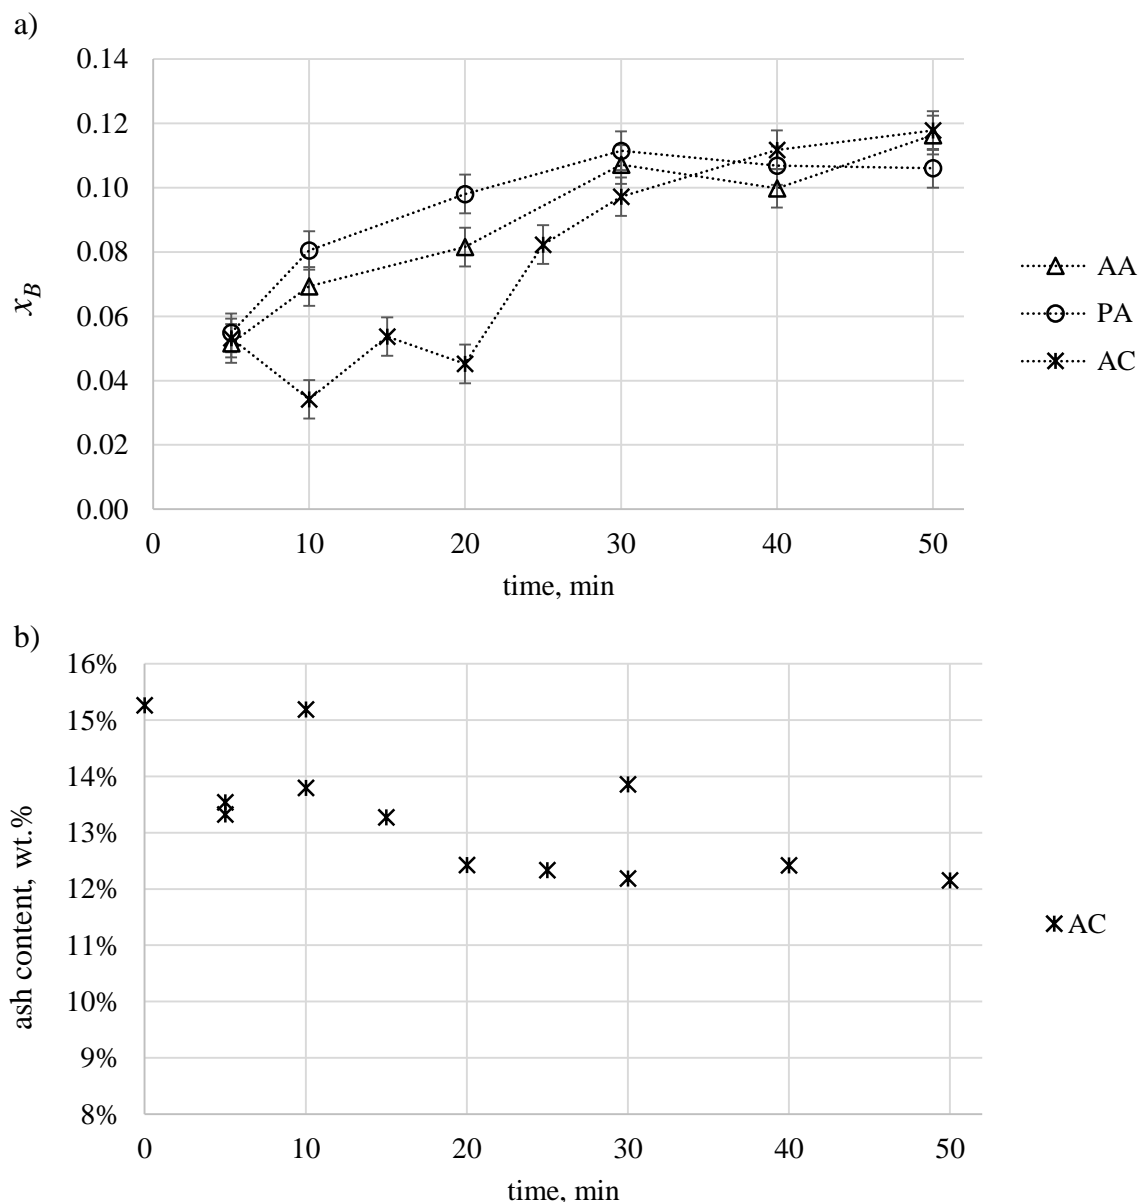 a)
0.14
0.12
0.10
0.08
0.06
0.04
0.02
0.00
x_B
0 10 20 30 40 50
time, min
AA
PA
AC
b)
16%
15%
14%
13%
12%
11%
10%
9%
8%
ash content, wt.%
0 10 20 30 40 50
time, min
AC